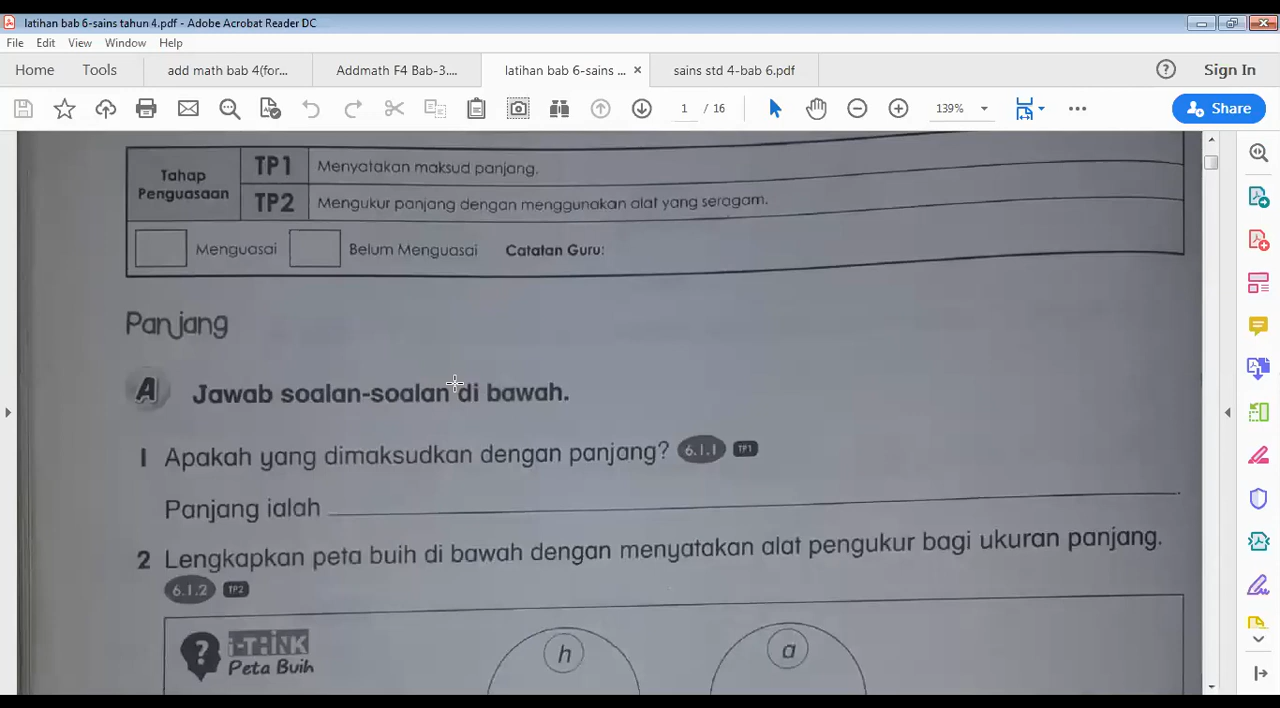 latihan bab 6-sains tahun 4.pdf - Adobe Acrobat Reader DC
File Edit View Window Help
Home Tools add math bab 4(for... Addmath F4 Bab-3.... latihan bab 6-sains ... sains std 4-bab 6.pdf Sign In
1 / 16 139% Share
Tahap Penguasaan
TP1 Menyatakan maksud panjang.
TP2 Mengukur panjang dengan menggunakan alat yang seragam.
Menguasai Belum Menguasai Catatan Guru:
Panjang
A Jawab soalan-soalan di bawah.
1 Apakah yang dimaksudkan dengan panjang? 6.1.1 TP1
Panjang ialah
2 Lengkapkan peta buih di bawah dengan menyatakan alat pengukur bagi ukuran panjang.
6.1.2 TP2
? i-THINK
Peta Buih
h a